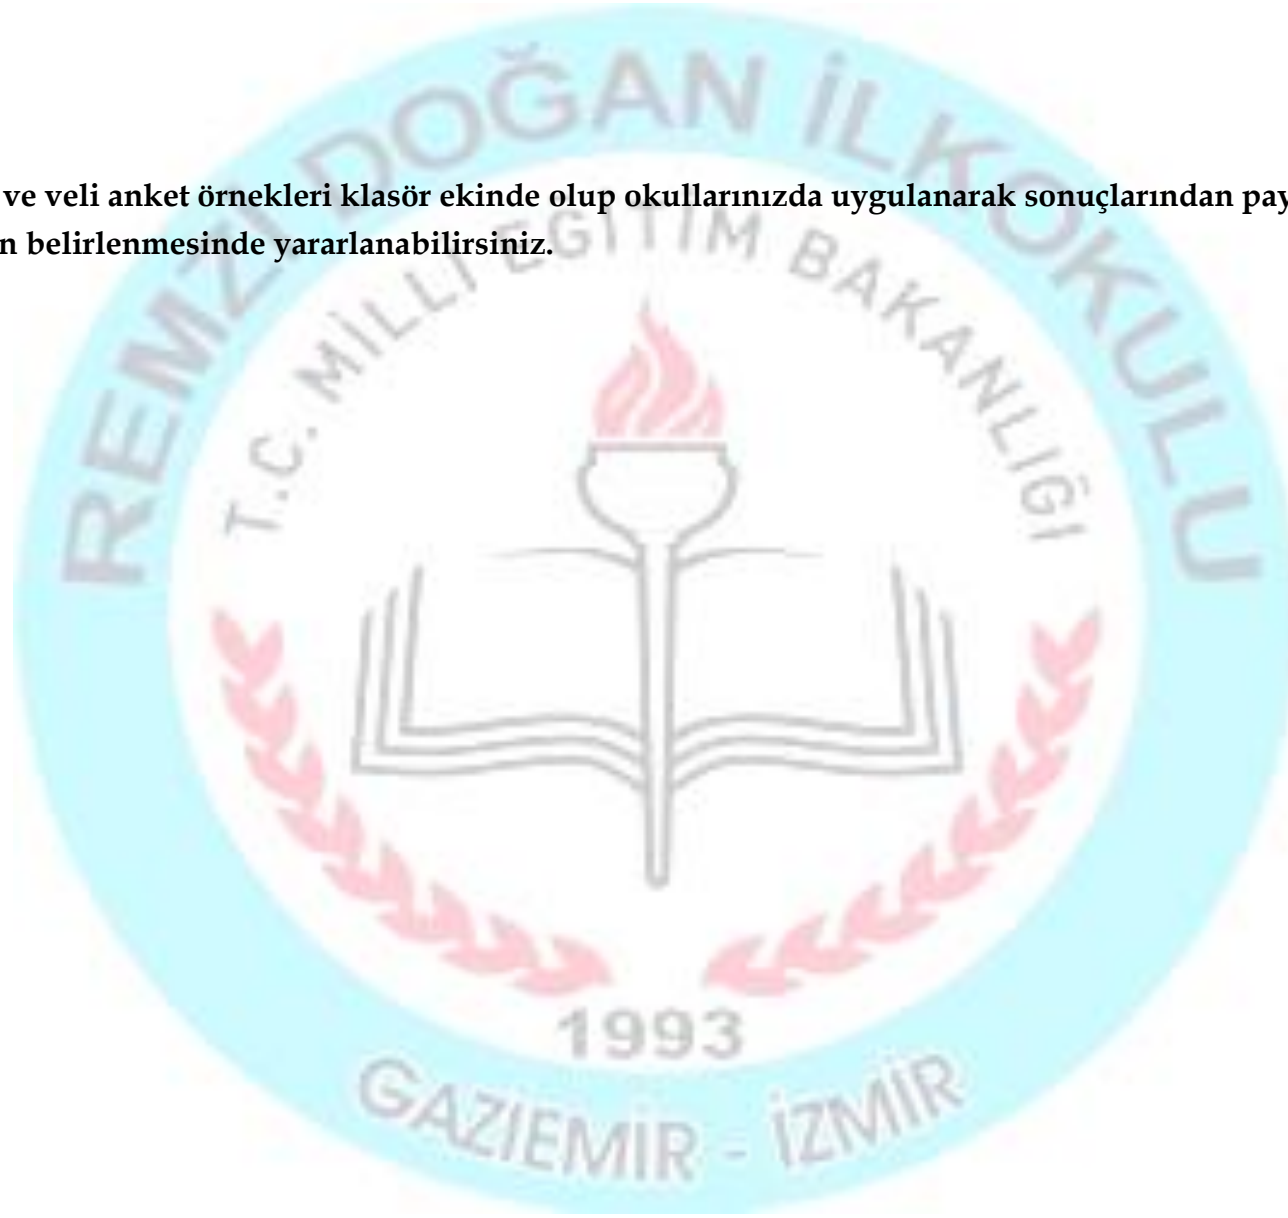 REMZİ DOĞAN İLKOKULU
ve veli anket örnekleri klasör ekinde olup okullarınızda uygulanarak sonuçlarından pay
n belirlenmesinde yararlanabilirsiniz.
T.C. MİLLİ EĞİTİM BAKANLIĞI
1993
GAZİEMİR - İZMİR